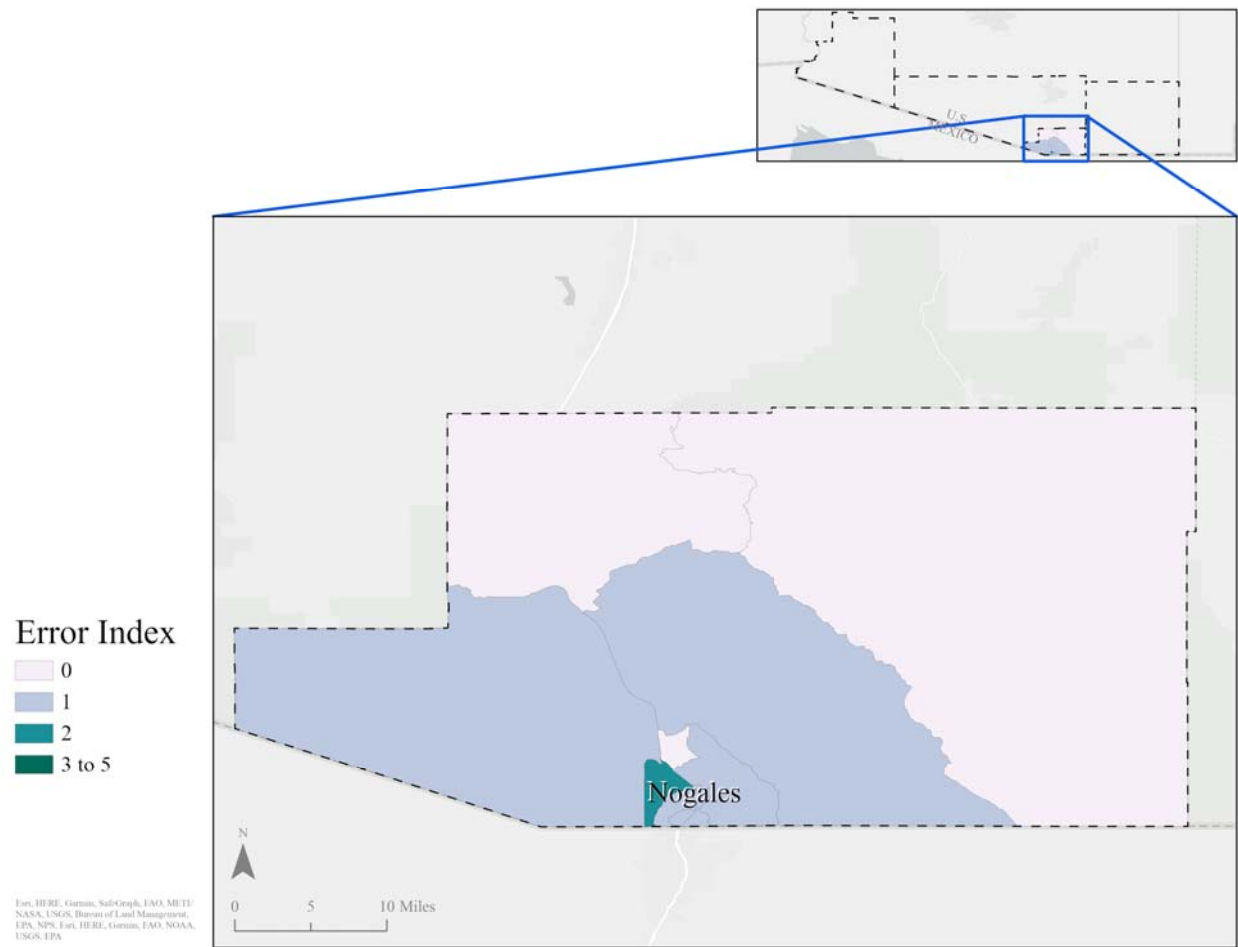 U.S.
MEXICO
Nogales
Error Index
0
1
2
3 to 5
N
0 5 10 Miles
Esri, HERE, Garmin, SafeGraph, FAO, METI/
NASA, USGS, Bureau of Land Management,
EPA, NPS, Esri, HERE, Garmin, FAO, NOAA,
USGS, EPA